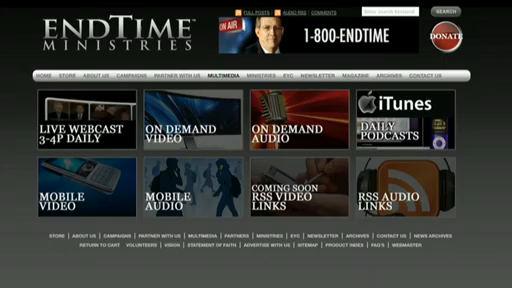 FULL POSTS | AUDIO RSS | COMMENTS
SEARCH
ENDTIME
MINISTRIES
ON AIR
1-800-ENDTIME
DONATE
HOME STORE ABOUT US CAMPAIGNS PARTNER WITH US MULTIMEDIA MINISTRIES EYC NEWSLETTER MAGAZINE ARCHIVES CONTACT US
LIVE WEBCAST
3-4P DAILY
ON DEMAND
VIDEO
ON DEMAND
AUDIO
iTunes
DAILY
PODCASTS
MOBILE
VIDEO
MOBILE
AUDIO
COMING SOON
RSS VIDEO
LINKS
RSS AUDIO
LINKS
STORE | ABOUT US | CAMPAIGNS | PARTNER WITH US | MULTIMEDIA | PARTNERS | MINISTRIES | EYC | NEWSLETTER | ARCHIVES | CONTACT US | NEWS ARCHIVES
RETURN TO CART VOLUNTEERS | VISION | STATEMENT OF FAITH | ADVERTISE WITH US | SITEMAP | PRODUCT INDEX | FAQ'S | WEBMASTER